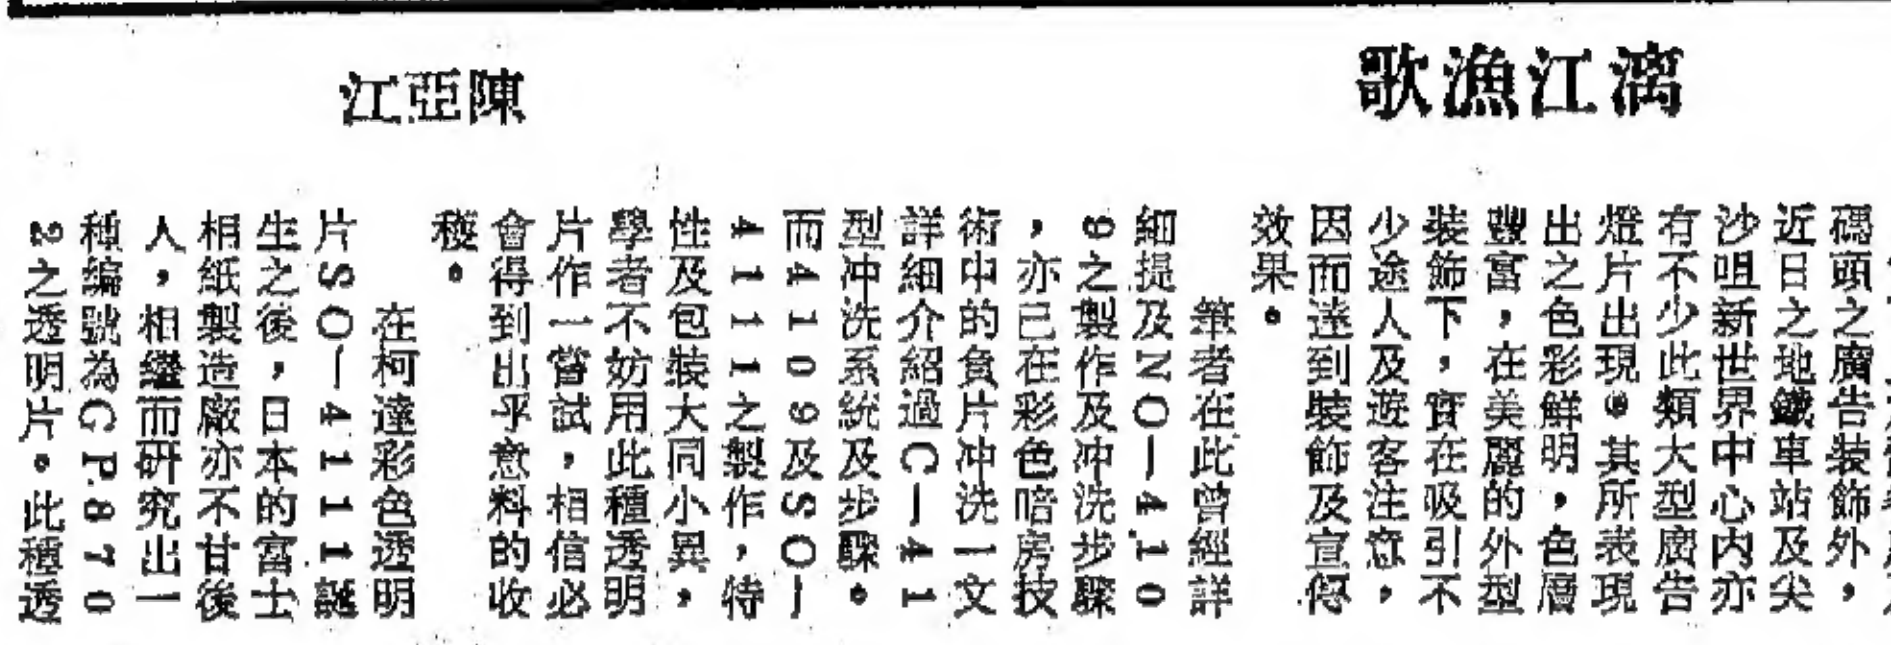 漓江漁歌
陳亞江
碼頭之廣告裝飾外，
近日之地鐵車站及尖
沙咀新世界中心內亦
有不少此類大型廣告
燈片出現。其所表現
出之色彩鮮明，色層
豐富，在美麗的外型
裝飾下，實在吸引不
少途人及遊客注意，
因而達到裝飾及宣傳
效果。
筆者在此曾經詳
細提及NO—410
9之製作及冲洗步驟
，亦已在彩色暗房技
術中的負片冲洗一文
詳細介紹過C—41
型冲洗系統及步驟。
而4109及SO—
4111之製作，特
性及包裝大同小異，
學者不妨用此種透明
片作一嘗試，相信必
會得到出乎意料的收
穫。
在柯達彩色透明
片SO—4111誕
生之後，日本的富士
相紙製造廠亦不甘後
人，相繼而研究出一
種編號為GP870
2之透明片。此種透